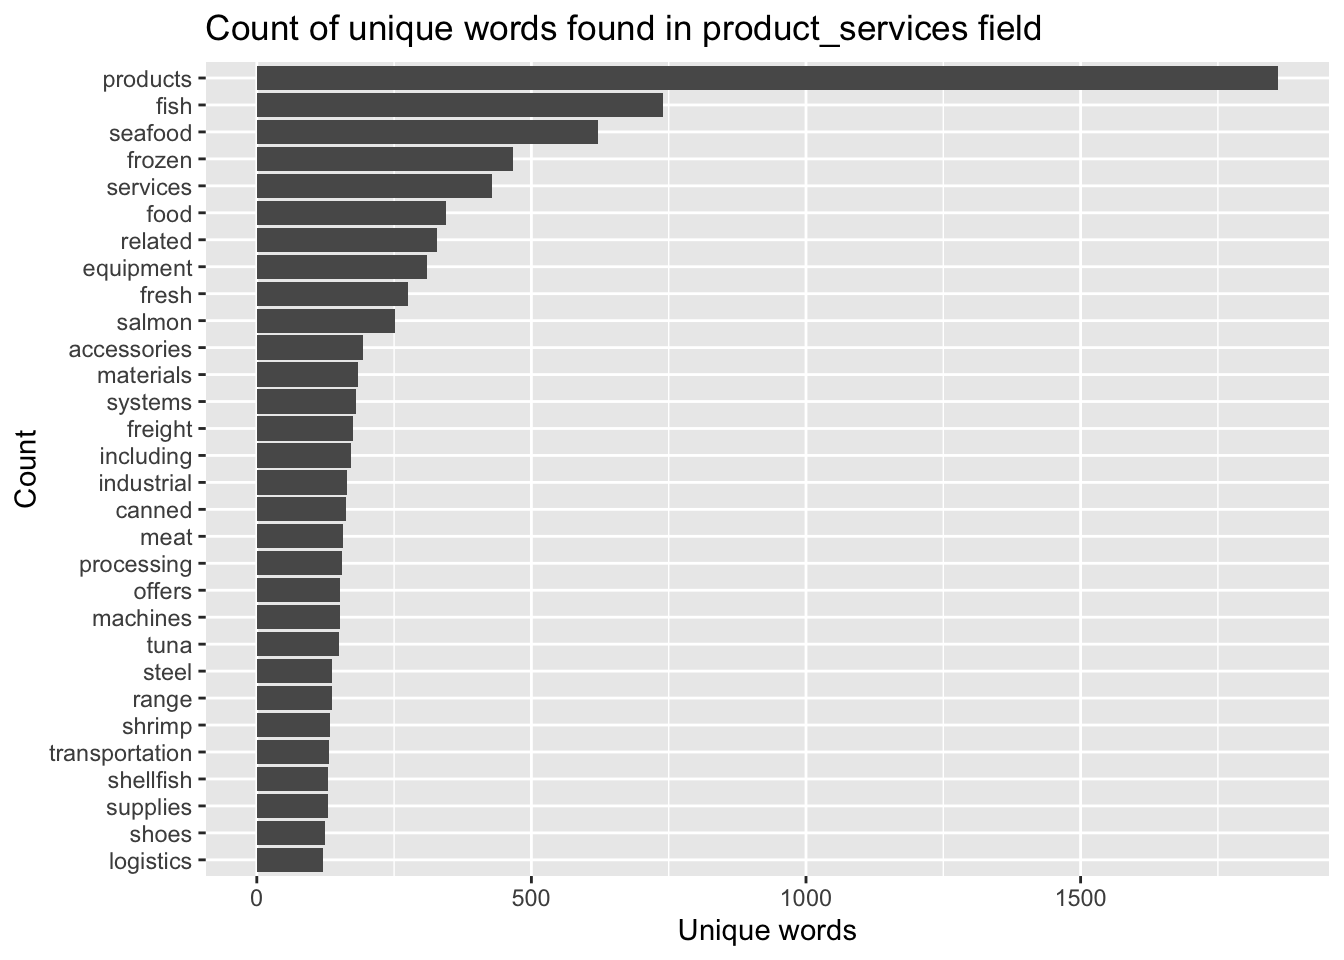 Count of unique words found in product_services field
products
fish
seafood
frozen
services
food
related
equipment
fresh
salmon
accessories
materials
systems
freight
including
industrial
canned
meat
processing
offers
machines
tuna
steel
range
shrimp
transportation
shellfish
supplies
shoes
logistics
Count
0 500 1000 1500
Unique words